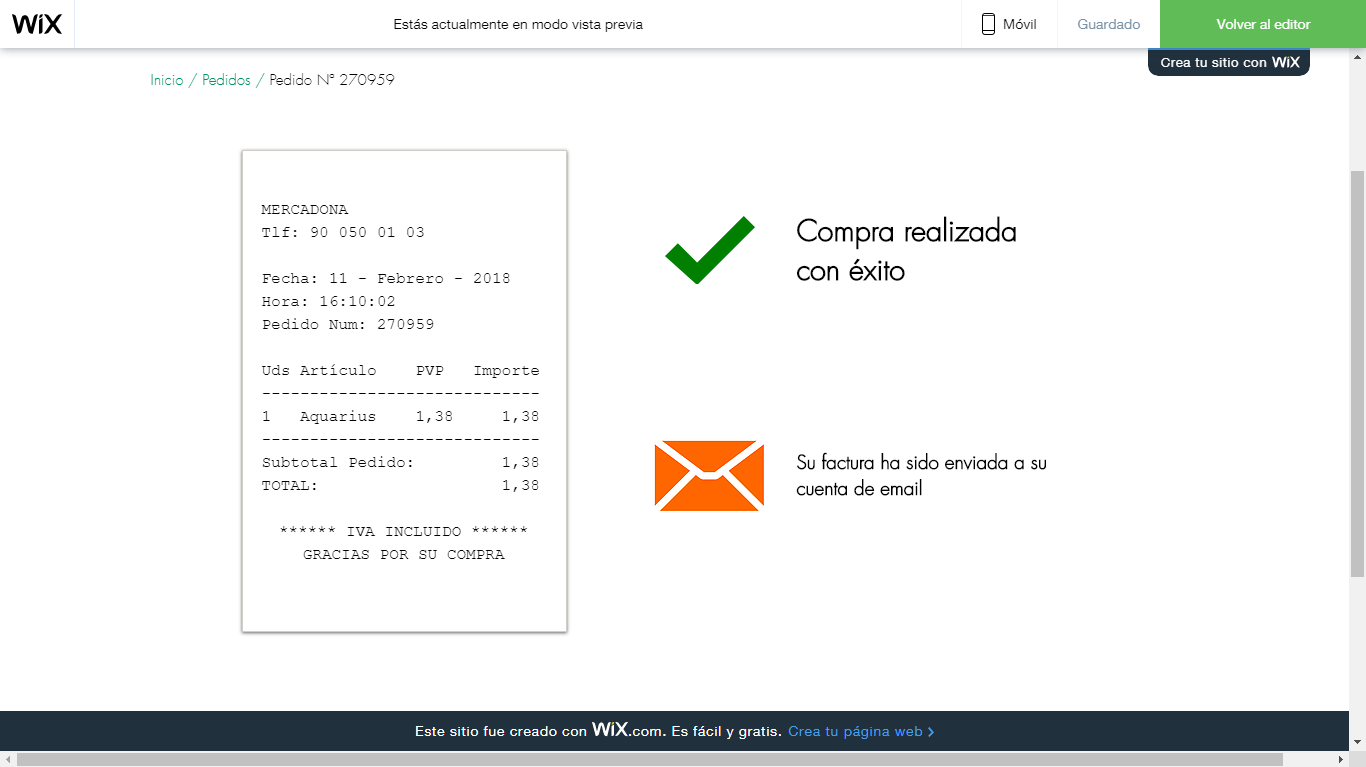 WiX
Estás actualmente en modo vista previa
Móvil
Guardado
Volver al editor
Crea tu sitio con WiX
Inicio / Pedidos / Pedido Nº 270959
MERCADONA
Tlf: 90 050 01 03
Fecha: 11 - Febrero - 2018
Hora: 16:10:02
Pedido Num: 270959
Uds Artículo PVP Importe
-----------------------------
1 Aquarius 1,38 1,38
-----------------------------
Subtotal Pedido: 1,38
TOTAL: 1,38
****** IVA INCLUIDO ******
GRACIAS POR SU COMPRA
Compra realizada
con éxito
Su factura ha sido enviada a su
cuenta de email
Este sitio fue creado con WiX.com. Es fácil y gratis. Crea tu página web >